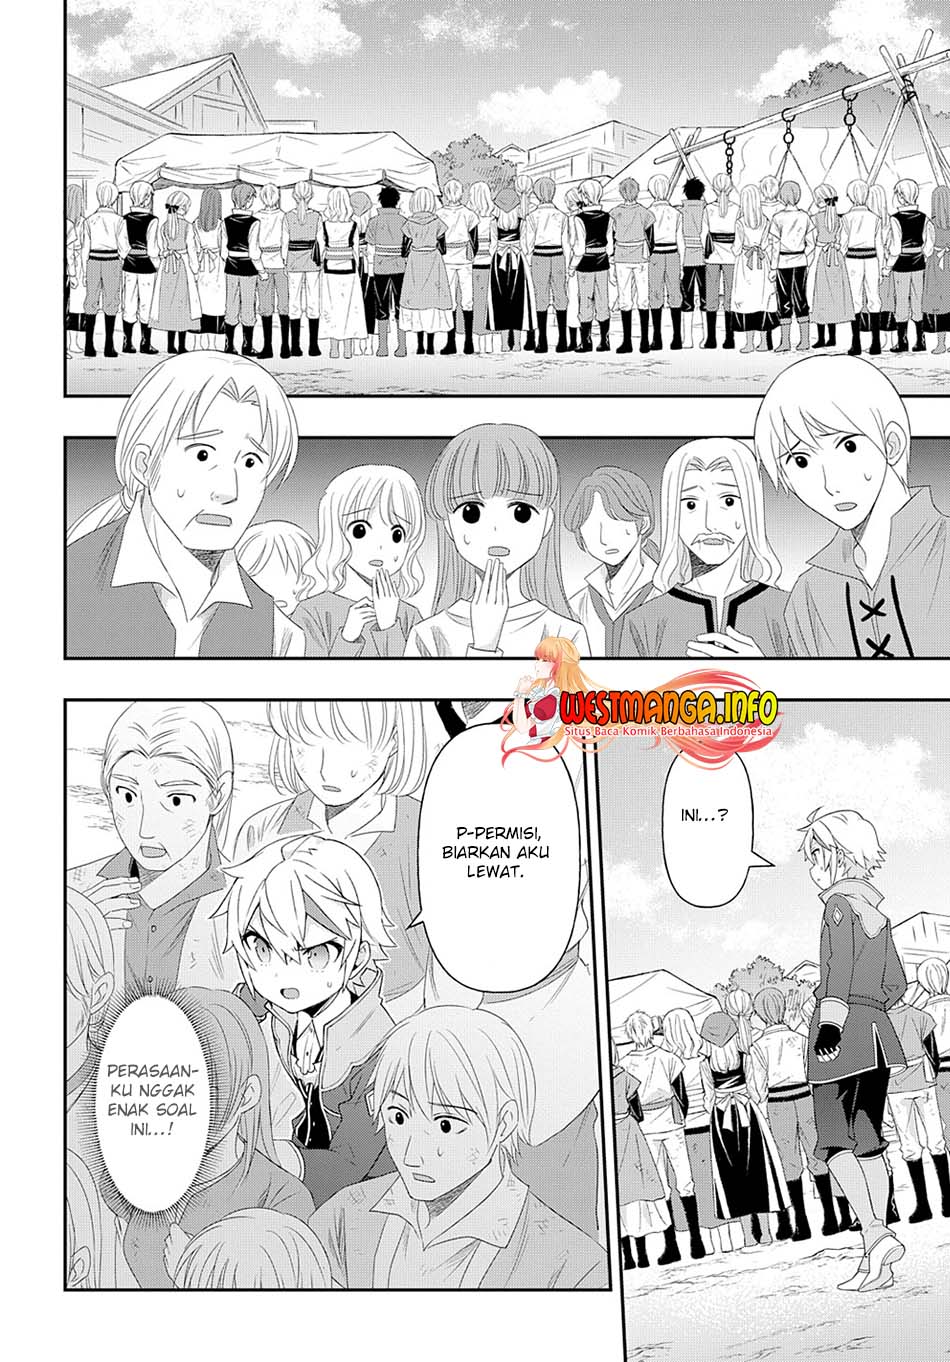 WESTMANGA.INFO
Situs Baca Komik Berbahasa Indonesia
INI...?
P-PERMISI,
BIARKAN AKU
LEWAT.
PERASAAN-
KU NGGAK
ENAK SOAL
INI...!